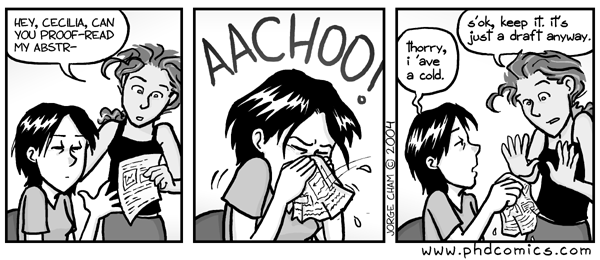 HEY, CECILIA, CAN
YOU PROOF-READ
MY ABSTR-
AACHOO!
JORGE CHAM © 2004
thorry,
i 'ave
a cold.
s'ok, keep it. it's
just a draft anyway.
www.phdcomics.com